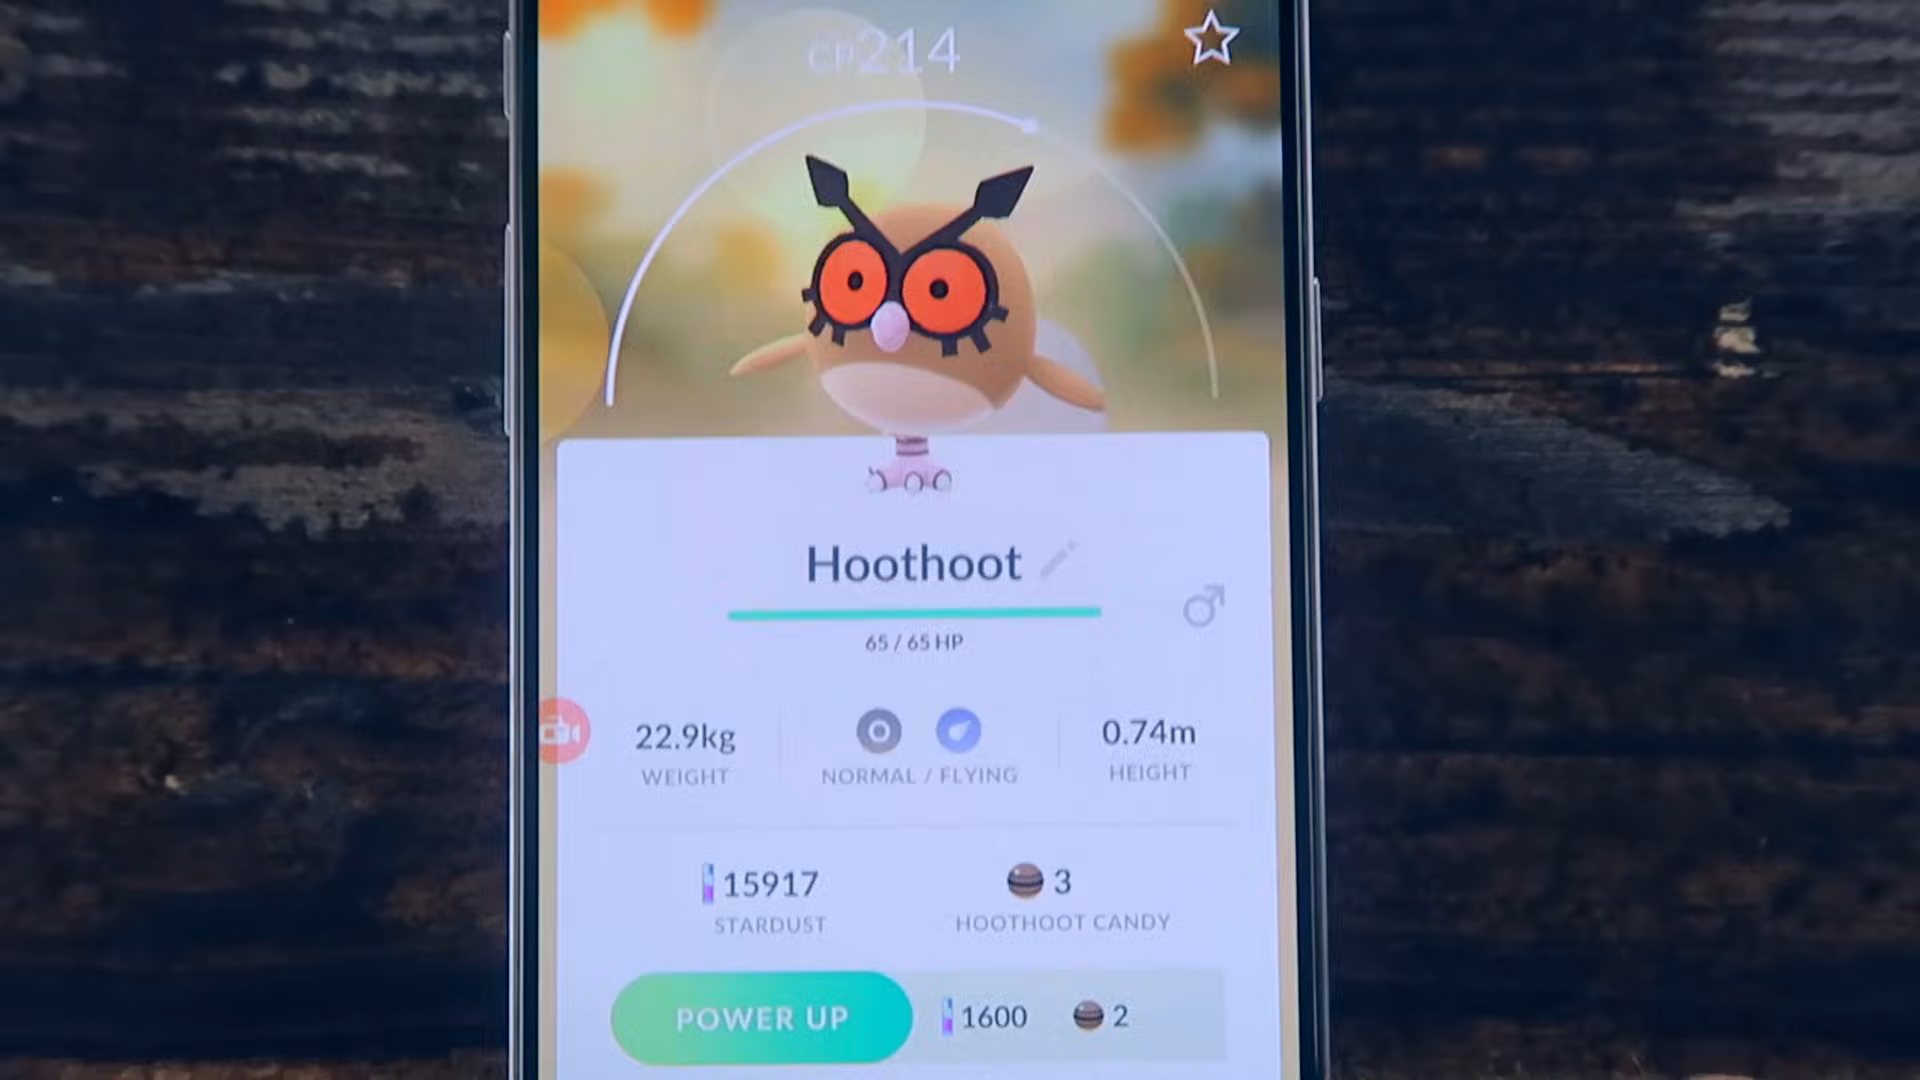 CP214
Hoothoot
65 / 65 HP
22.9kg
WEIGHT
NORMAL / FLYING
0.74m
HEIGHT
15917
STARDUST
3
HOOTHOOT CANDY
POWER UP
1600
2